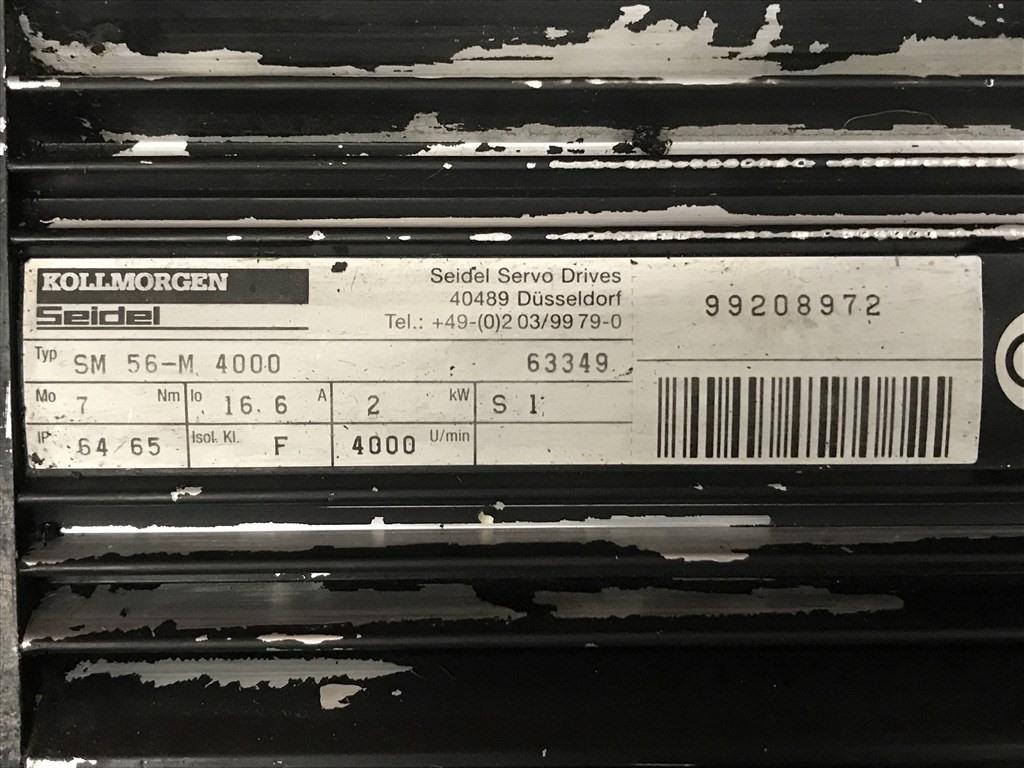 KOLLMORGEN
Seidel
Seidel Servo Drives
40489 Düsseldorf
Tel.: +49-(0)2 03/99 79-0
99208972
Typ SM 56-M 4000 63349
Mo 7 Nm Io 16.6 A 2 kW S 1
IP 64/65 Isol. Kl. F 4000 U/min